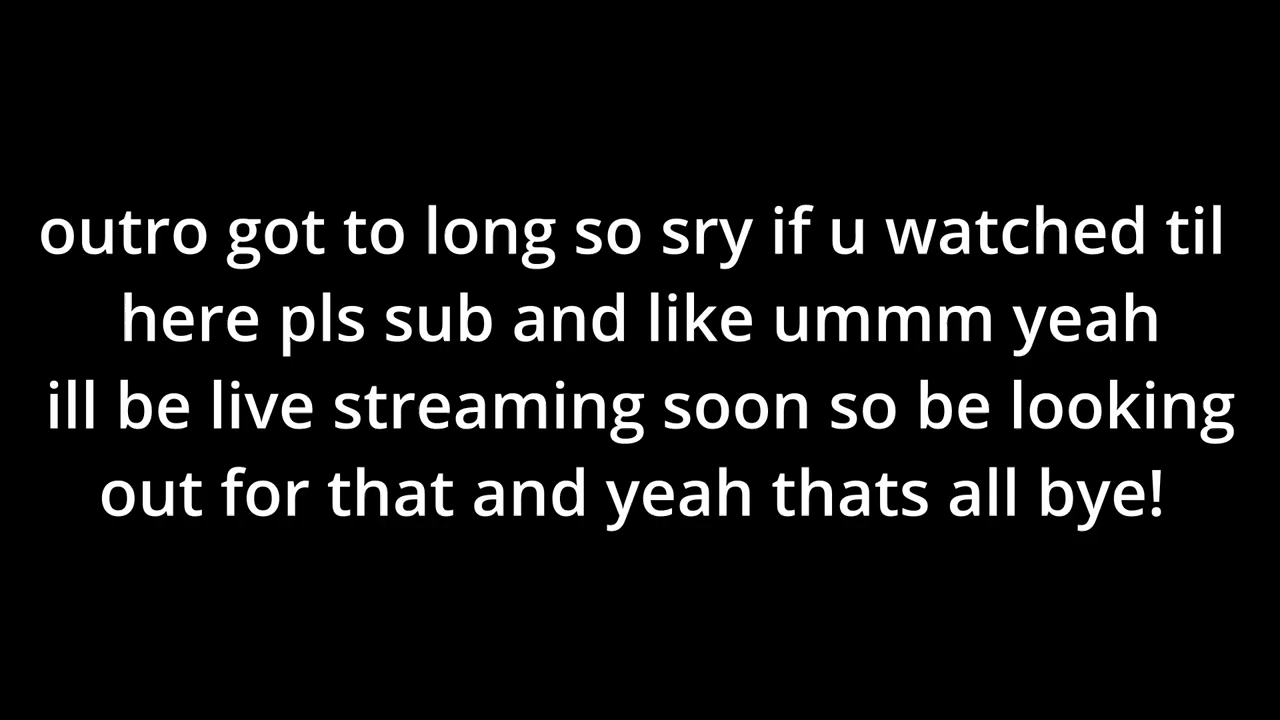 outro got to long so sry if u watched til
here pls sub and like ummm yeah
ill be live streaming soon so be looking
out for that and yeah thats all bye!